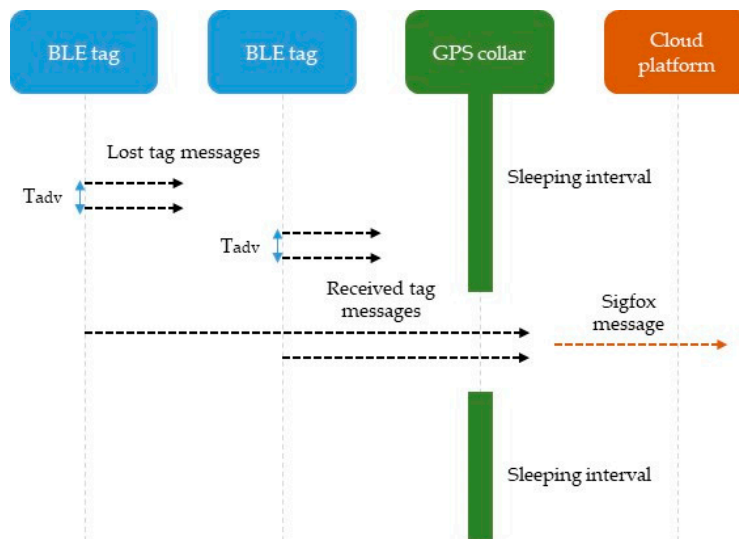 BLE tag
BLE tag
GPS collar
Cloud
platform
Lost tag messages
Sleeping interval
Tadv
Tadv
Received tag
messages
Sigfox
message
Sleeping interval